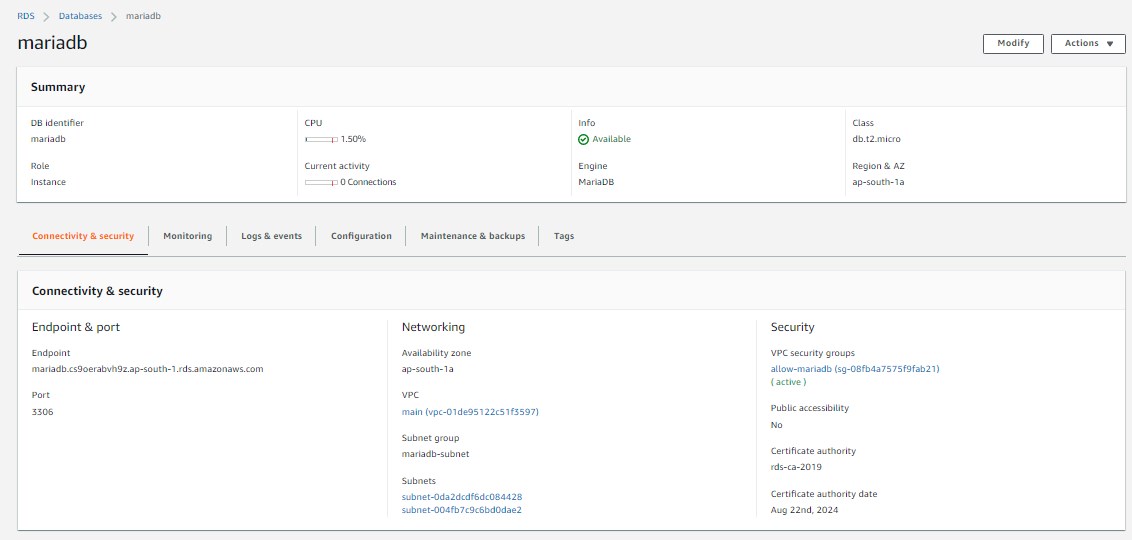 RDS > Databases > mariadb
mariadb
Modify
Actions
Summary
DB identifier
mariadb
CPU
1.50%
Info
Available
Class
db.t2.micro
Role
Instance
Current activity
0 Connections
Engine
MariaDB
Region & AZ
ap-south-1a
Connectivity & security
Monitoring
Logs & events
Configuration
Maintenance & backups
Tags
Connectivity & security
Endpoint & port
Endpoint
mariadb.cs9oerabvh9z.ap-south-1.rds.amazonaws.com
Port
3306
Networking
Availability zone
ap-south-1a
VPC
main (vpc-01de95122c51f3597)
Subnet group
mariadb-subnet
Subnets
subnet-0da2dcdf6dc084428
subnet-004fb7c9c6bd0dae2
Security
VPC security groups
allow-mariadb (sg-08fb4a7575f9fab21)
( active )
Public accessibility
No
Certificate authority
rds-ca-2019
Certificate authority date
Aug 22nd, 2024